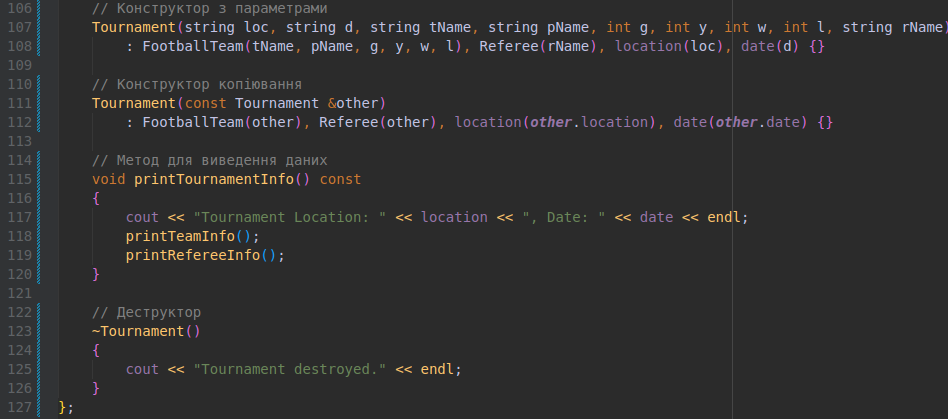 106 // Конструктор з параметрами
107 Tournament(string loc, string d, string tName, string pName, int g, int y, int w, int l, string rName)
108 : FootballTeam(tName, pName, g, y, w, l), Referee(rName), location(loc), date(d) {}
109
110 // Конструктор копіювання
111 Tournament(const Tournament &other)
112 : FootballTeam(other), Referee(other), location(other.location), date(other.date) {}
113
114 // Метод для виведення даних
115 void printTournamentInfo() const
116 {
117 cout << "Tournament Location: " << location << ", Date: " << date << endl;
118 printTeamInfo();
119 printRefereeInfo();
120 }
121
122 // Деструктор
123 ~Tournament()
124 {
125 cout << "Tournament destroyed." << endl;
126 }
127 };